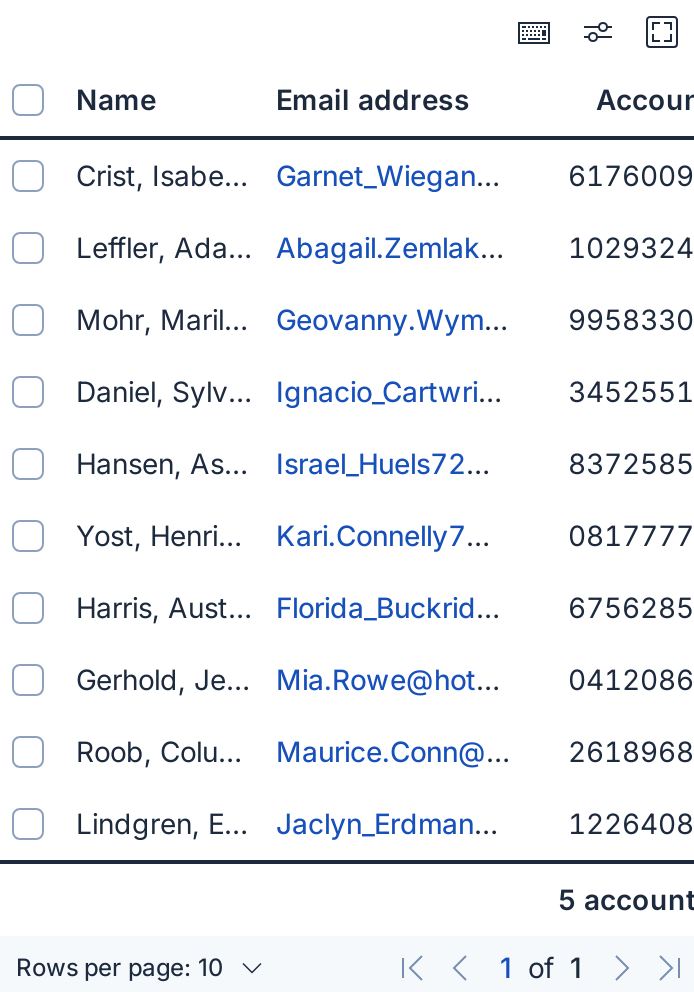 Name Email address Accoun
Crist, Isabe... Garnet_Wiegan... 6176009
Leffler, Ada... Abagail.Zemlak... 1029324
Mohr, Maril... Geovanny.Wym... 9958330
Daniel, Sylv... Ignacio_Cartwri... 3452551
Hansen, As... Israel_Huels72... 8372585
Yost, Henri... Kari.Connelly7... 0817777
Harris, Aust... Florida_Buckrid... 6756285
Gerhold, Je... Mia.Rowe@hot... 0412086
Roob, Colu... Maurice.Conn@... 2618968
Lindgren, E... Jaclyn_Erdman... 1226408
5 account
Rows per page: 10 1 of 1